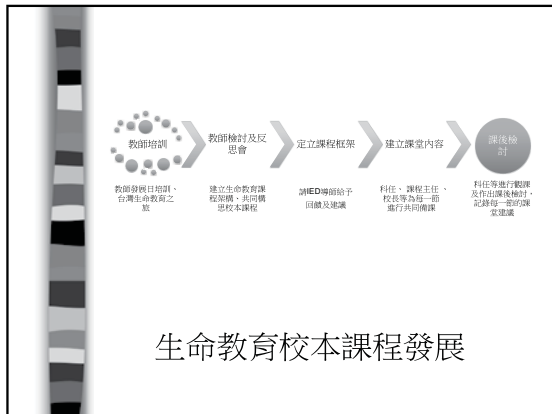 教師培訓
教師檢討及反
思會
定立課程框架
建立課堂內容
課後檢
討
教師發展日培訓、
台灣生命教育之
旅
建立生命教育課
程架構、共同構
思校本課程
請IED導師給予
回饋及建議
科任、課程主任、
校長等為每一節
進行共同備課
科任等進行觀課
及作出課後檢討，
記錄每一節的課
堂建議
生命教育校本課程發展